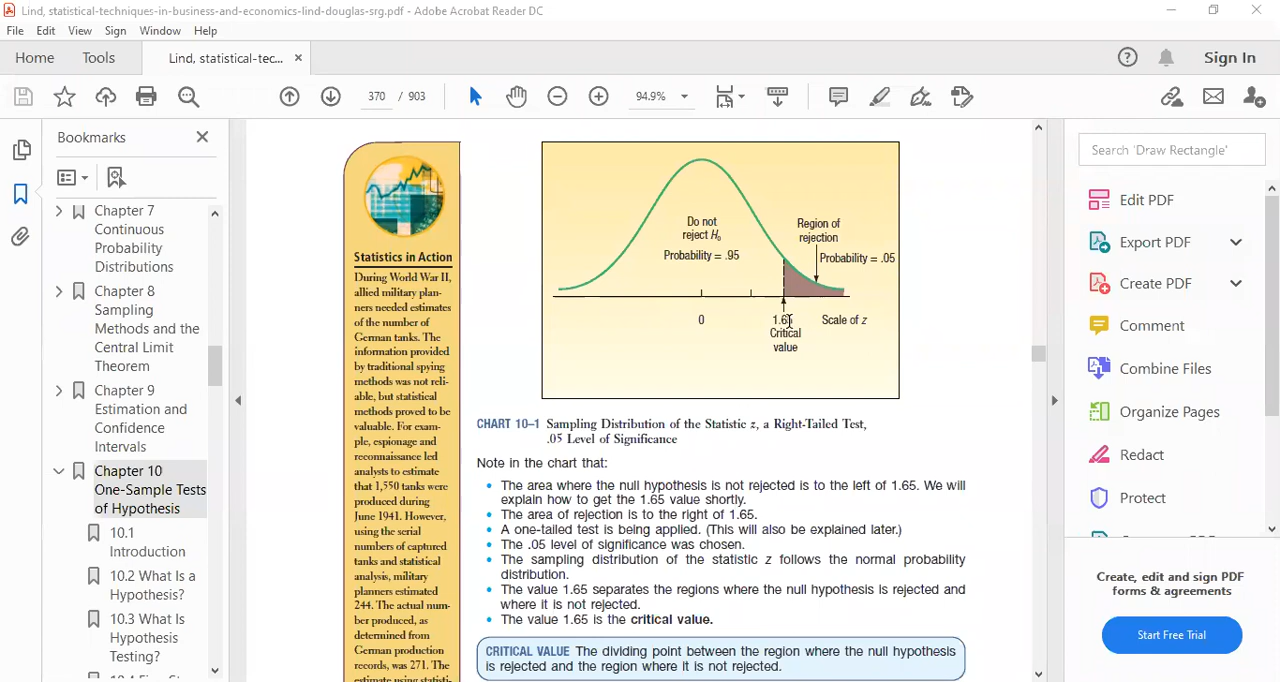 Lind, statistical-techniques-in-business-and-economics-lind-douglas-srg.pdf - Adobe Acrobat Reader DC
File Edit View Sign Window Help
Home Tools Lind, statistical-tec... × Sign In
370 / 903 94.9%
Bookmarks
Chapter 7
Continuous
Probability
Distributions
Chapter 8
Sampling
Methods and the
Central Limit
Theorem
Chapter 9
Estimation and
Confidence
Intervals
Chapter 10
One-Sample Tests
of Hypothesis
10.1
Introduction
10.2 What Is a
Hypothesis?
10.3 What Is
Hypothesis
Testing?
Statistics in Action
During World War II,
allied military plan-
ners needed estimates
of the number of
German tanks. The
information provided
by traditional spying
methods was not reli-
able, but statistical
methods proved to be
valuable. For exam-
ple, espionage and
reconnaissance led
analysts to estimate
that 1,550 tanks were
produced during
June 1941. However,
using the serial
numbers of captured
tanks and statistical
analysis, military
planners estimated
244. The actual num-
ber produced, as
determined from
German production
records, was 271. The
estimate using statisti-
Do not
reject H₀
Probability = .95
Region of
rejection
Probability = .05
0 1.65 Scale of z
Critical
value
CHART 10–1 Sampling Distribution of the Statistic z, a Right-Tailed Test,
.05 Level of Significance
Note in the chart that:
• The area where the null hypothesis is not rejected is to the left of 1.65. We will
explain how to get the 1.65 value shortly.
• The area of rejection is to the right of 1.65.
• A one-tailed test is being applied. (This will also be explained later.)
• The .05 level of significance was chosen.
• The sampling distribution of the statistic z follows the normal probability
distribution.
• The value 1.65 separates the regions where the null hypothesis is rejected and
where it is not rejected.
• The value 1.65 is the critical value.
CRITICAL VALUE The dividing point between the region where the null hypothesis
is rejected and the region where it is not rejected.
Search 'Draw Rectangle'
Edit PDF
Export PDF
Create PDF
Comment
Combine Files
Organize Pages
Redact
Protect
Create, edit and sign PDF
forms & agreements
Start Free Trial